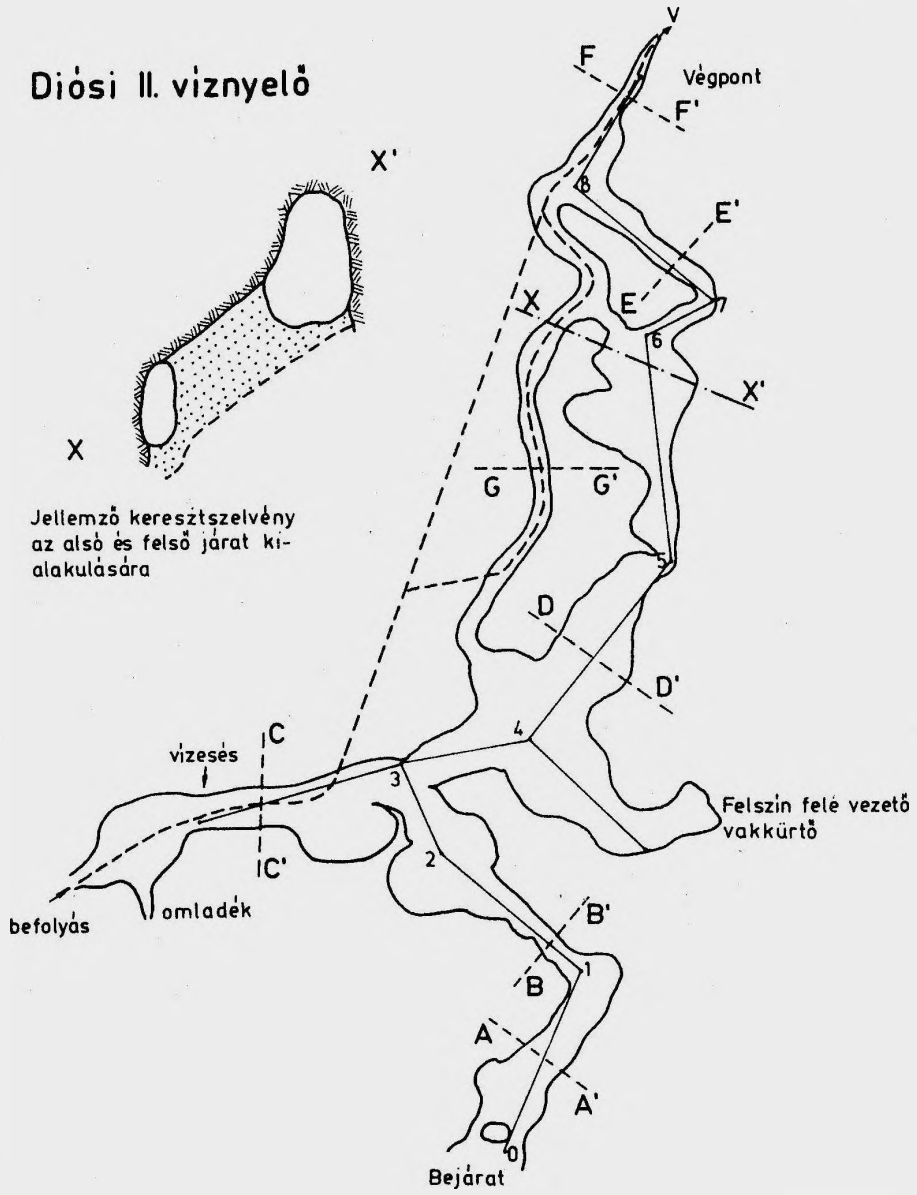 Diósi II. víznyelő
V
F
Végpont
F'
X'
8
E'
E
7
X
6
X'
X
G
G'
Jellemző keresztszelvény
az alsó és felső járat ki-
alakulására
5
D
D'
C
vízesés
4
3
Felszín felé vezető
vakkürtő
2
C'
omladék
befolyás
B'
1
B
A
A'
0
Bejárat